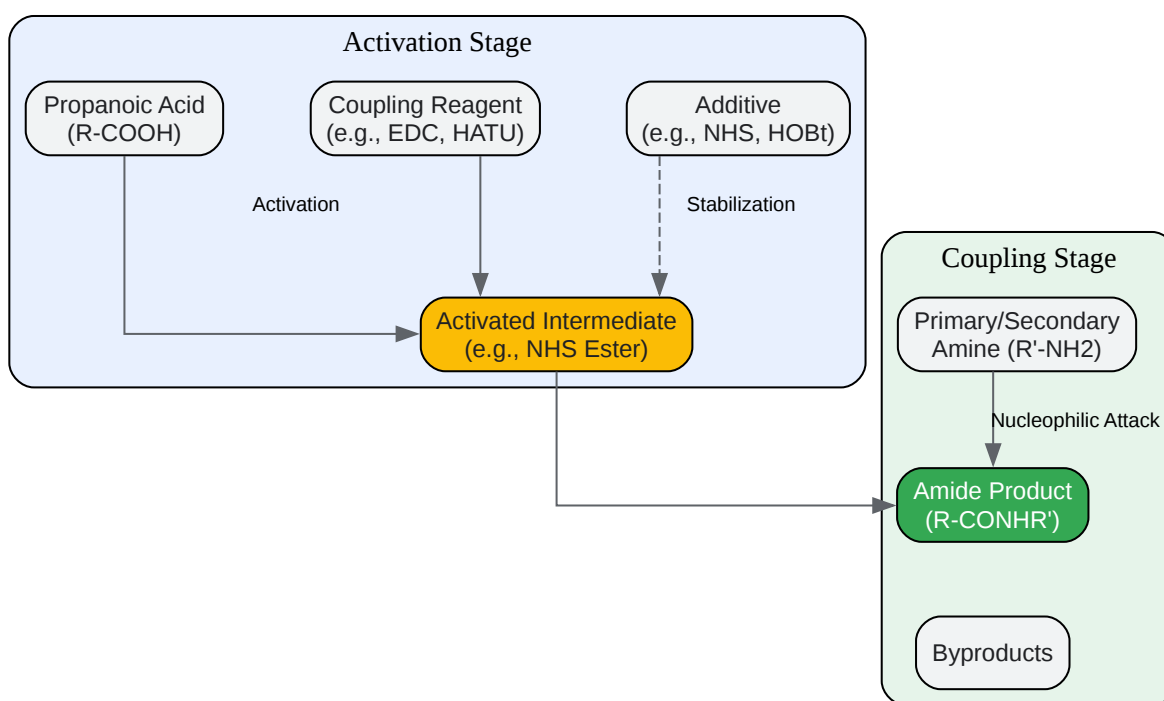 Activation Stage
Propanoic Acid
(R-COOH)
Coupling Reagent
(e.g., EDC, HATU)
Additive
(e.g., NHS, HOBt)
Activation
Stabilization
Activated Intermediate
(e.g., NHS Ester)
Coupling Stage
Primary/Secondary
Amine (R'-NH2)
Nucleophilic Attack
Amide Product
(R-CONHR')
Byproducts